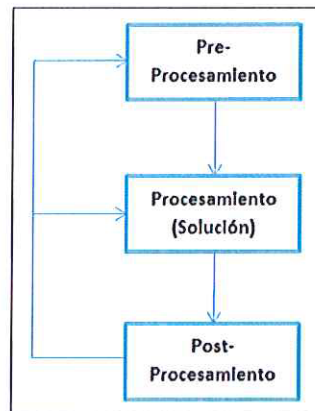 Pre-
Procesamiento
Procesamiento
(Solución)
Post-
Procesamiento